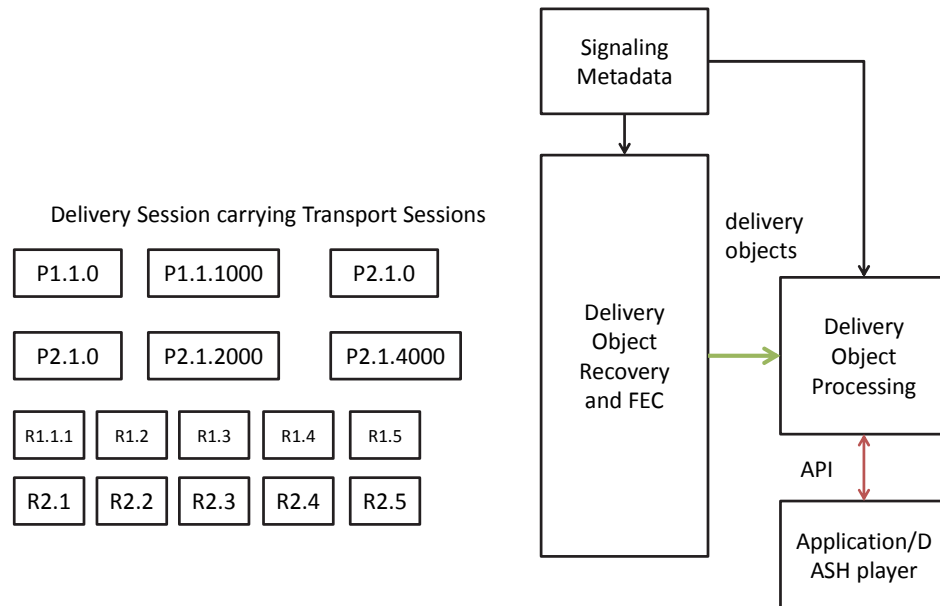 Signaling
Metadata
Delivery Session carrying Transport Sessions
P1.1.0
P1.1.1000
P2.1.0
P2.1.0
P2.1.2000
P2.1.4000
R1.1.1
R1.2
R1.3
R1.4
R1.5
R2.1
R2.2
R2.3
R2.4
R2.5
Delivery
Object
Recovery
and FEC
delivery
objects
Delivery
Object
Processing
API
Application/D
ASH player